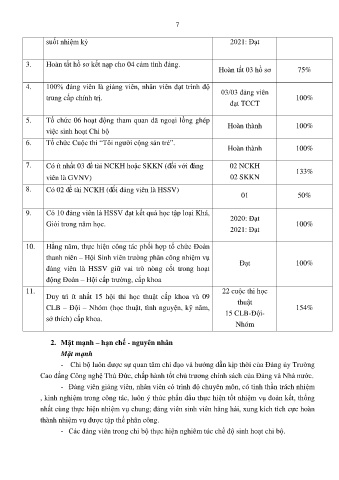 7
suốt nhiệm kỳ
2021: Đạt
3.
Hoàn tất hồ sơ kết nạp cho 04 cảm tình đảng.
Hoàn tất 03 hồ sơ
75%
4.
100% đảng viên là giảng viên, nhân viên đạt trình độ
trung cấp chính trị.
03/03 đảng viên
đạt TCCT
100%
5.
Tổ chức 06 hoạt động tham quan dã ngoại lồng ghép
việc sinh hoạt Chi bộ
Hoàn thành
100%
6.
Tổ chức Cuộc thi “Tôi người cộng sản trẻ”.
Hoàn thành
100%
7.
Có ít nhất 03 đề tài NCKH hoặc SKKN (đối với đảng
viên là GVNV)
02 NCKH
02 SKKN
133%
8.
Có 02 đề tài NCKH (đối đảng viên là HSSV)
01
50%
9.
Có 10 đảng viên là HSSV đạt kết quả học tập loại Khá,
Giỏi trong năm học.
2020: Đạt
2021: Đạt
100%
10.
Hằng năm, thực hiện công tác phối hợp tổ chức Đoàn
thanh niên – Hội Sinh viên trường phân công nhiệm vụ
đảng viên là HSSV giữ vai trò nòng cốt trong hoạt
động Đoàn – Hội cấp trường, cấp khoa
Đạt
100%
11.
Duy trì ít nhất 15 hội thi học thuật cấp khoa và 09
CLB – Đội – Nhóm (học thuật, tình nguyện, kỹ năng,
sở thích) cấp khoa.
22 cuộc thi học
thuật
15 CLB-Đội-
Nhóm
154%
2. Mặt mạnh – hạn chế - nguyên nhân
Mặt mạnh
- Chi bộ luôn được sự quan tâm chỉ đạo và hướng dẫn kịp thời của Đảng ủy Trường
Cao đẳng Công nghệ Thủ Đức, chấp hành tốt chủ trương chính sách của Đảng và Nhà nước.
- Đảng viên giảng viên, nhân viên có trình độ chuyên môn, có tinh thần trách nhiệm
, kinh nghiệm trong công tác, luôn ý thức phấn đấu thực hiện tốt nhiệm vụ đoàn kết, thống
nhất cùng thực hiện nhiệm vụ chung; đảng viên sinh viên hăng hái, xung kích tích cực hoàn
thành nhiệm vụ được tập thể phân công.
- Các đảng viên trong chi bộ thực hiện nghiêm túc chế độ sinh hoạt chi bộ.